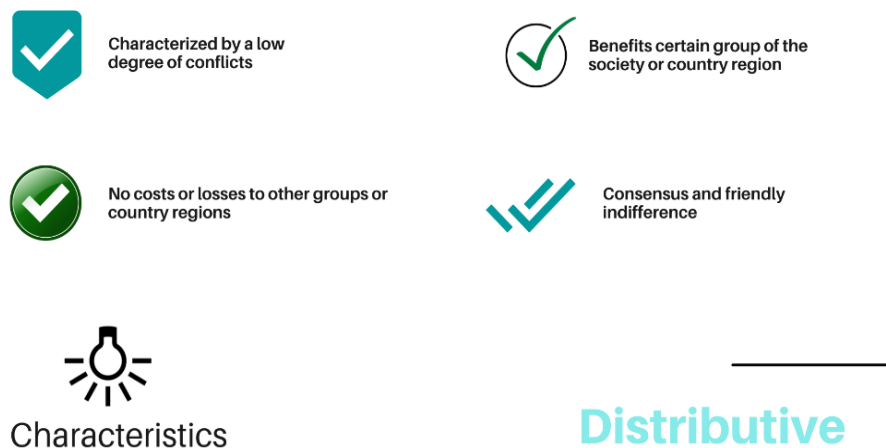 Characterized by a low
degree of conflicts
Benefits certain group of the
society or country region
No costs or losses to other groups or
country regions
Consensus and friendly
indifference
Characteristics
Distributive